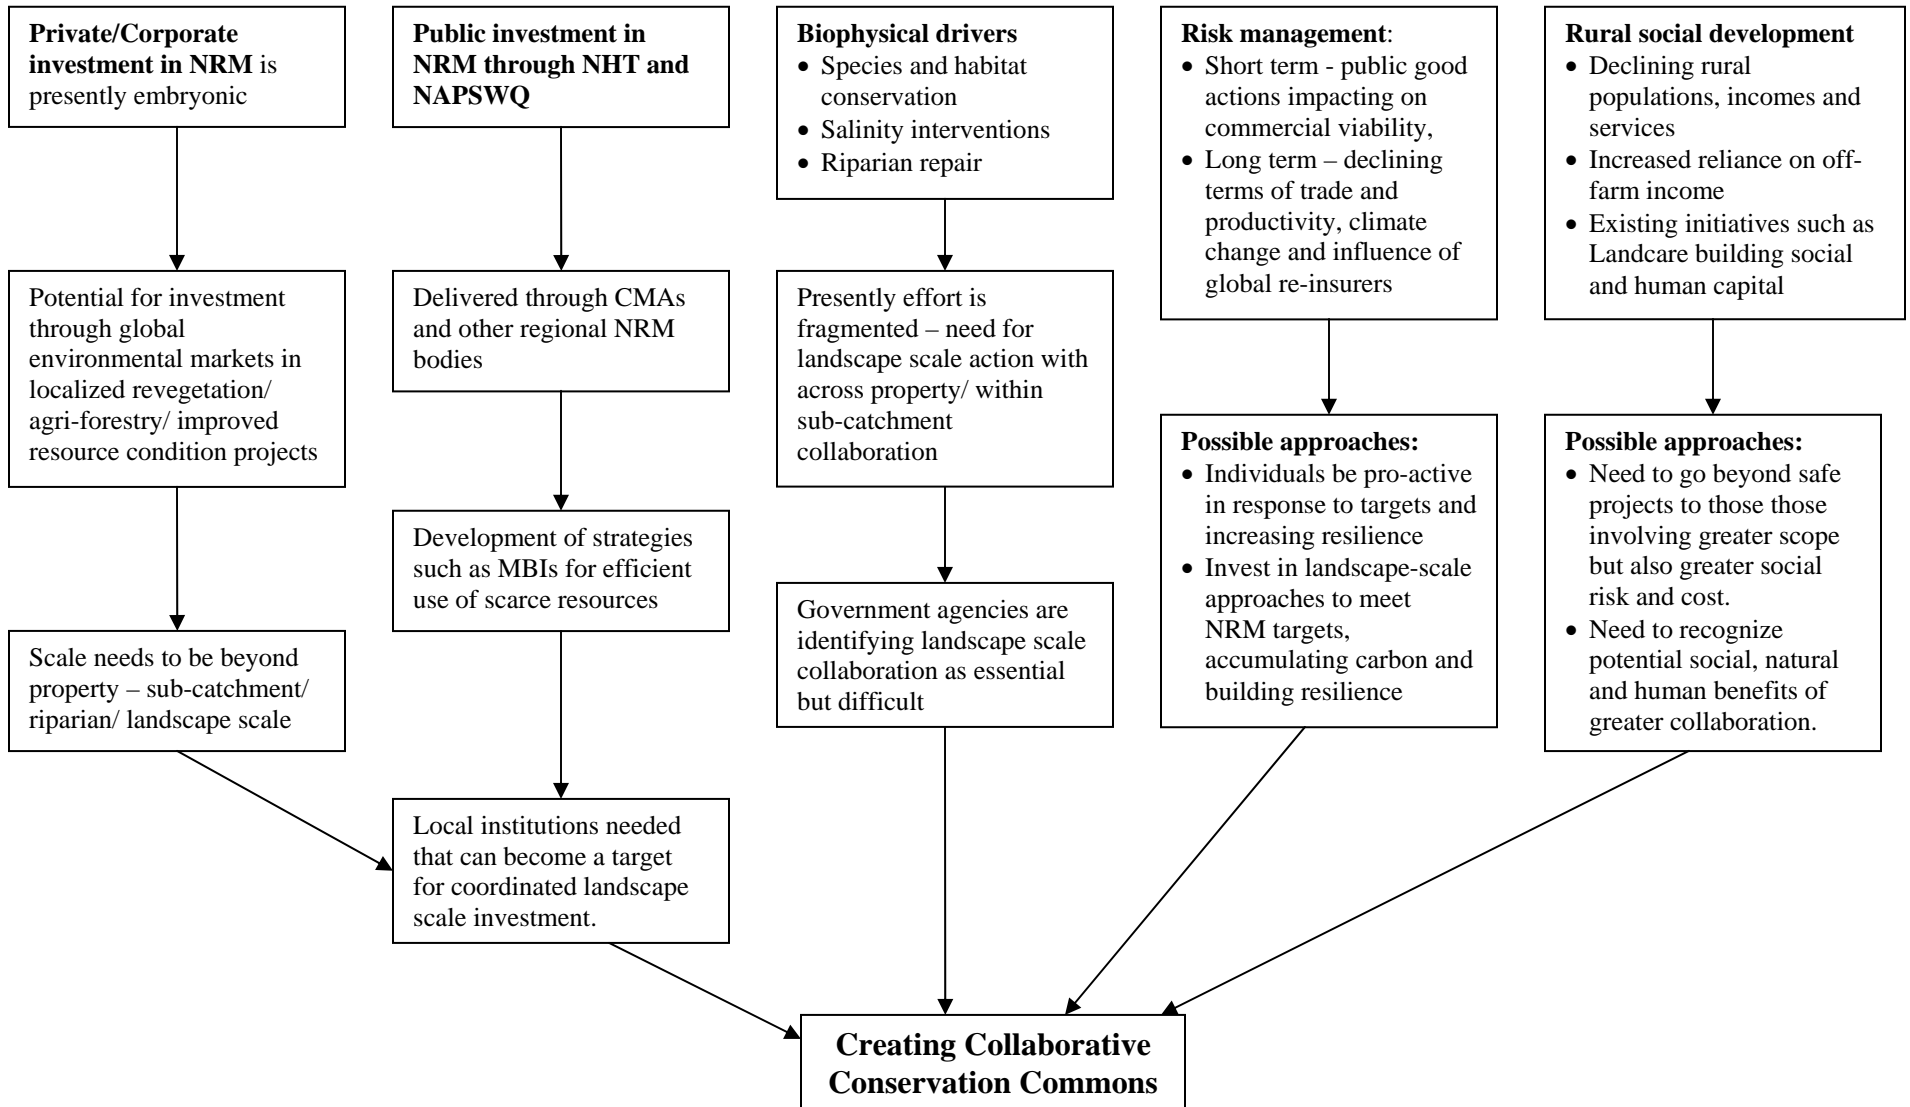 Private/Corporate
investment in NRM is
presently embryonic
Potential for investment
through global
environmental markets in
localized revegetation/
agri-forestry/ improved
resource condition projects
Scale needs to be beyond
property – sub-catchment/
riparian/ landscape scale
Public investment in
NRM through NHT and
NAPSWQ
Delivered through CMAs
and other regional NRM
bodies
Development of strategies
such as MBIs for efficient
use of scarce resources
Local institutions needed
that can become a target
for coordinated landscape
scale investment.
Biophysical drivers
• Species and habitat
conservation
• Salinity interventions
• Riparian repair
Presently effort is
fragmented – need for
landscape scale action with
across property/ within
sub-catchment
collaboration
Government agencies are
identifying landscape scale
collaboration as essential
but difficult
Risk management:
• Short term - public good
actions impacting on
commercial viability,
• Long term – declining
terms of trade and
productivity, climate
change and influence of
global re-insurers
Possible approaches:
• Individuals be pro-active
in response to targets and
increasing resilience
• Invest in landscape-scale
approaches to meet
NRM targets,
accumulating carbon and
building resilience
Rural social development
• Declining rural
populations, incomes and
services
• Increased reliance on off-
farm income
• Existing initiatives such as
Landcare building social
and human capital
Possible approaches:
• Need to go beyond safe
projects to those those
involving greater scope
but also greater social
risk and cost.
• Need to recognize
potential social, natural
and human benefits of
greater collaboration.
Creating Collaborative
Conservation Commons